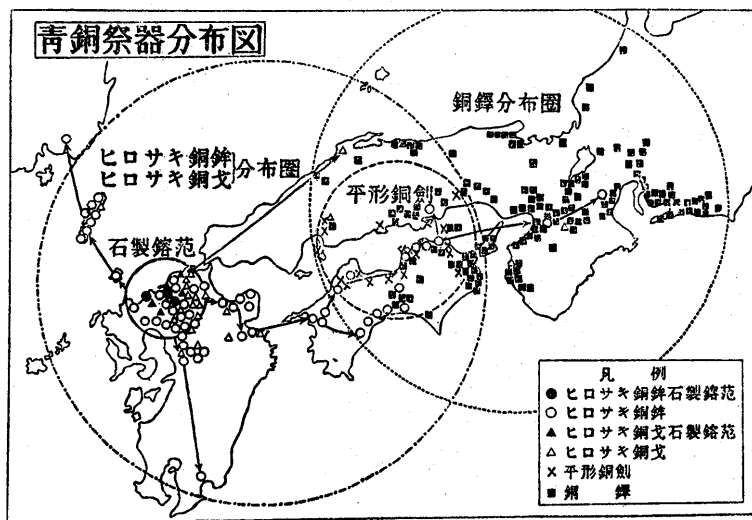 青銅祭器分布図
銅鐸分布圏
ヒロサキ銅鉾
ヒロサキ銅戈
分布圏
平形銅劍
石製鎔范
凡例
ヒロサキ銅鉾石製鎔范
ヒロサキ銅鉾
ヒロサキ銅戈石製鎔范
ヒロサキ銅戈
平形銅劍
銅鐸